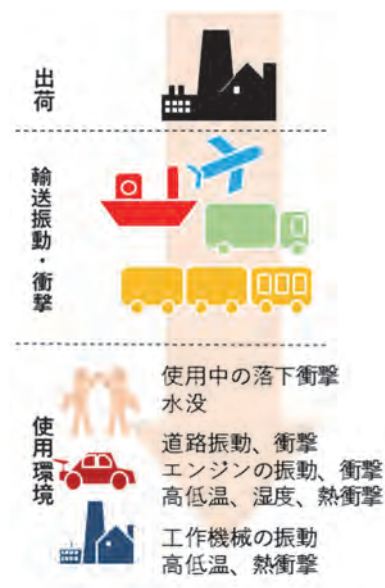 出荷
輸送振動・衝撃
使用環境
使用中の落下衝撃
水没
道路振動、衝撃
エンジンの振動、衝撃
高低温、湿度、熱衝撃
工作機械の振動
高低温、熱衝撃